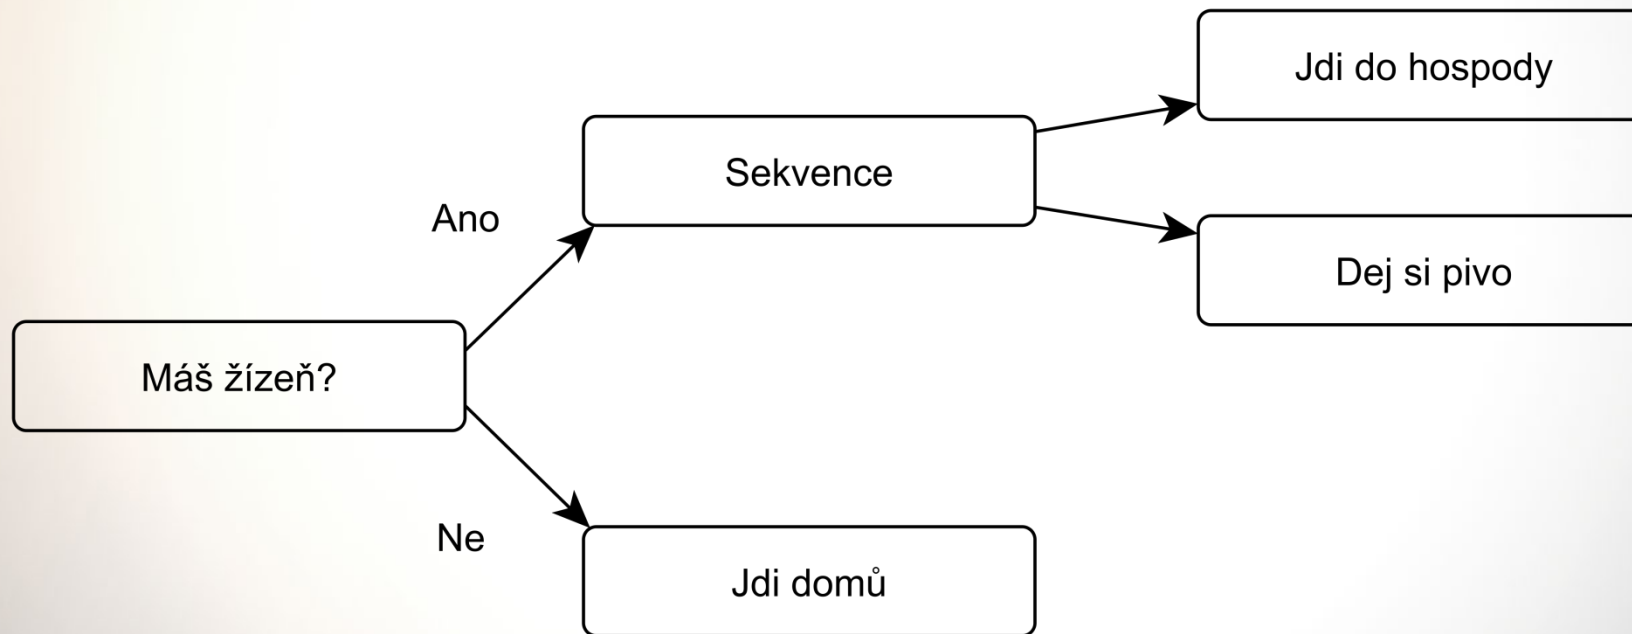 Jdi do hospody
Sekvence
Ano
Dej si pivo
Máš žízeň?
Ne
Jdi domů